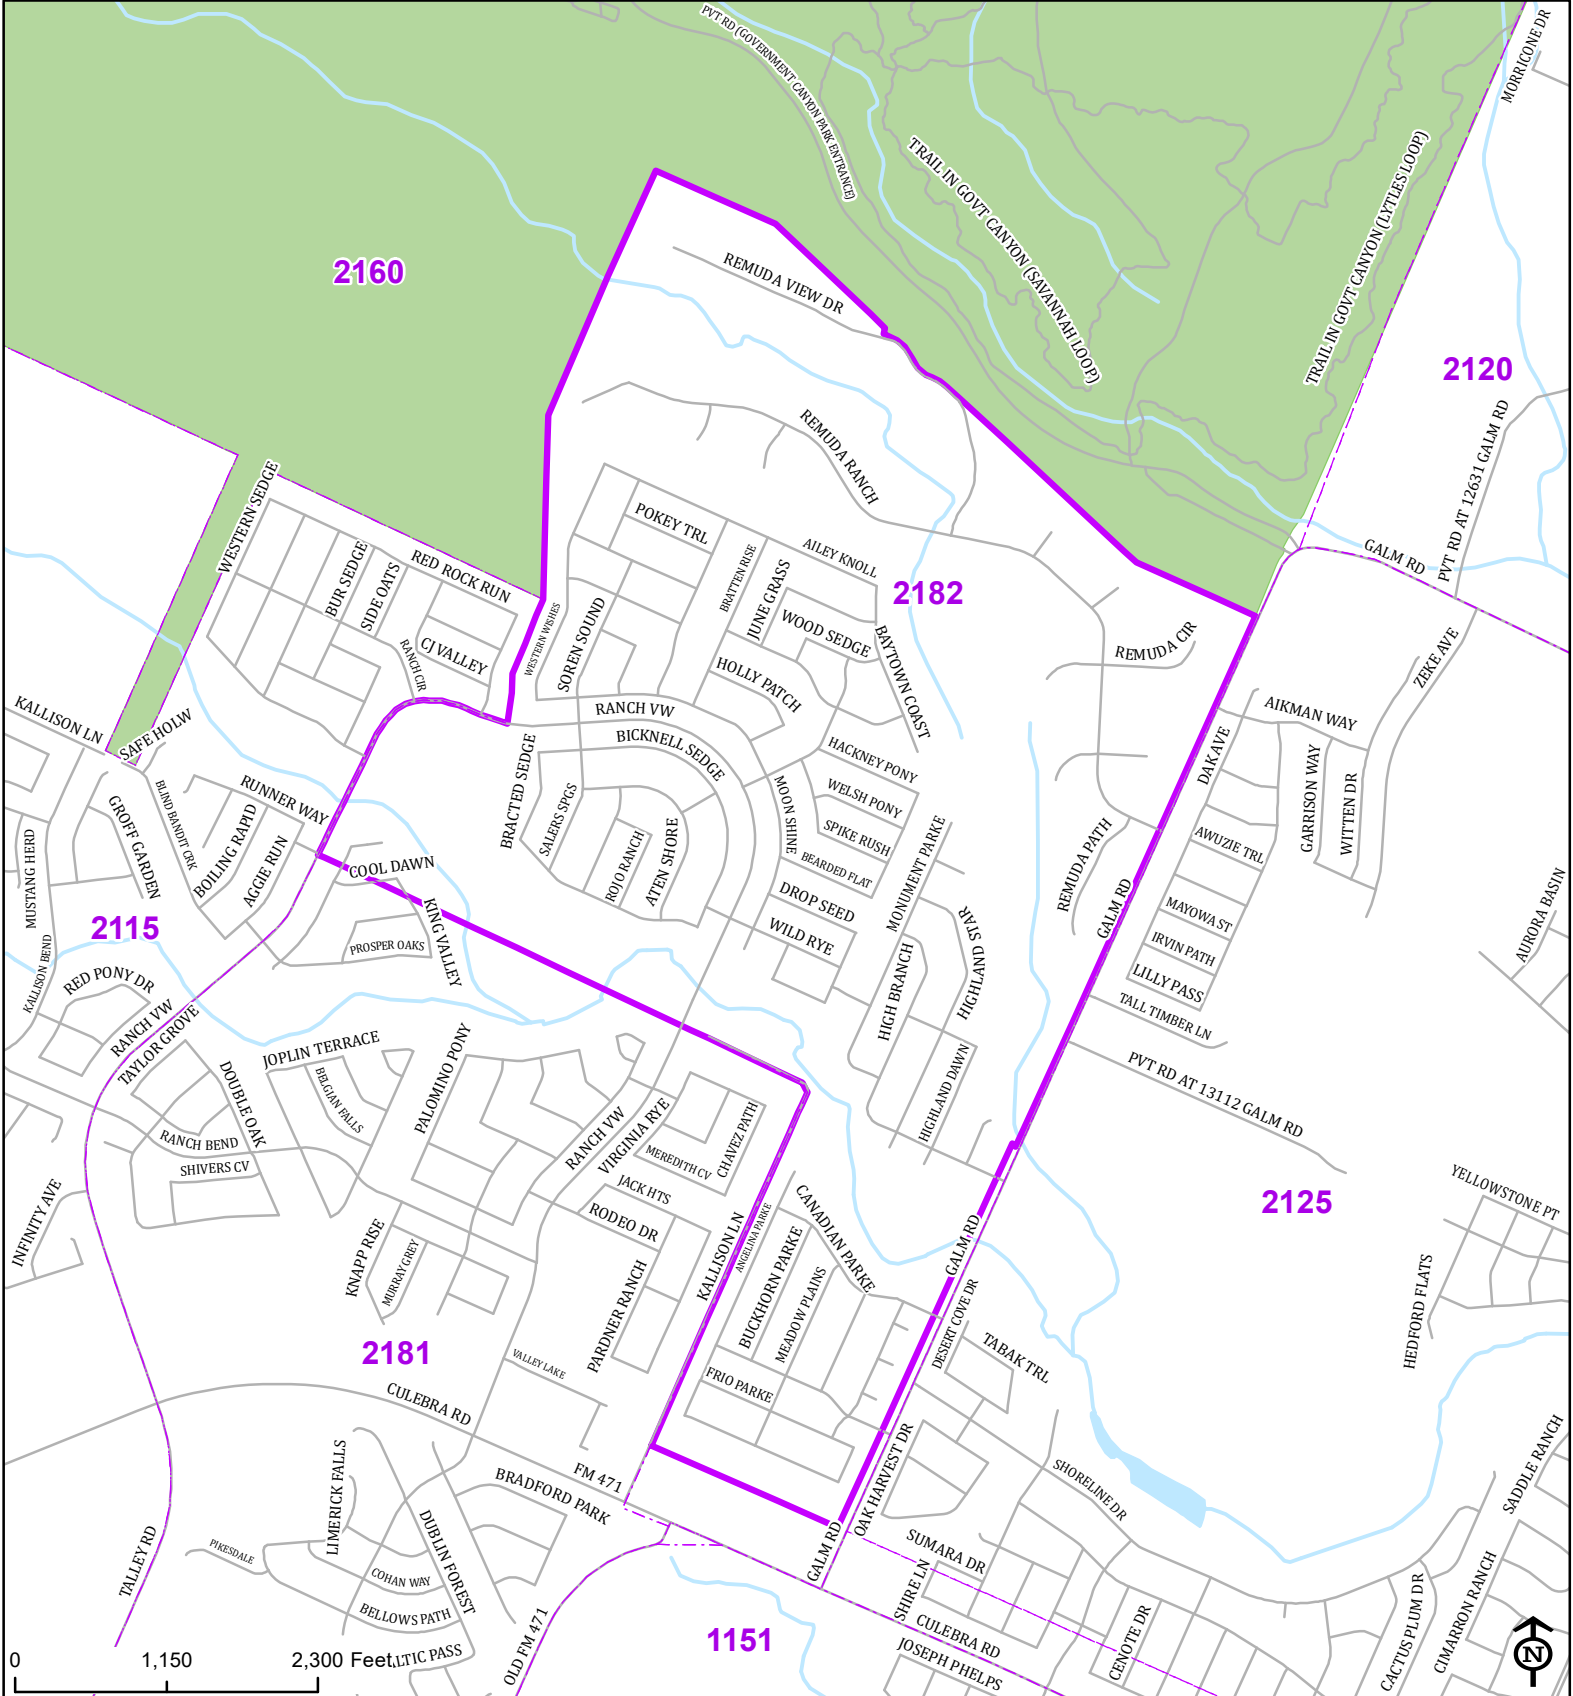 PVT RD (GOVERNMENT CANYON PARK ENTRANCE)
MORRICONE DR
TRAIL IN GOVT CANYON (SAVANNAH LOOP)
TRAIL IN GOVT CANYON (LYTLES LOOP)
2160
REMUDA VIEW DR
2120
REMUDA RANCH
PVT RD AT 12631 GALM RD
WESTERN SEDGE
POKEY TRL
AILEY KNOLL
GALM RD
BUR SEDGE
SIDE OATS
RED ROCK RUN
BRATTEN RISE
JUNE GRASS
2182
WESTERN WISHES
SOREN SOUND
WOOD SEDGE
BAYTOWN COAST
REMUDA CIR
ZEKE AVE
RANCH CIR
CJ VALLEY
HOLLY PATCH
KALLISON LN
SAFE HOLW
RANCH VW
BICKNELL SEDGE
AIKMAN WAY
DAKAVE
BRACTED SEDGE
HACKNEY PONY
GARRISON WAY
WITTEN DR
GROFF GARDEN
BLIND BANDIT CRK
RUNNER WAY
SALERS SPGS
MOON SHINE
WELSH PONY
MUSTANG HERD
BOILING RAPID
AGGIE RUN
COOL DAWN
ROJO RANCH
ATEN SHORE
SPIKE RUSH
BEARDED FLAT
MONUMENT PARKE
REMUDA PATH
AWUZIE TRL
2115
KING VALLEY
PROSPER OAKS
DROP SEED
WILD RYE
HIGHLAND STAR
GALM RD
MAYOWA ST
IRVIN PATH
LILLY PASS
AURORA BASIN
KALLISON BEND
RED PONY DR
RANCH VW
TAYLOR GROVE
HIGH BRANCH
TALL TIMBER LN
JOPLIN TERRACE
PALOMINO PONY
HIGHLAND DAWN
PVT RD AT 13112 GALM RD
DOUBLE OAK
BELGIAN FALLS
RANCH BEND
SHIVERS CV
RANCH VW
VIRGINIA RYE
MEREDITH CV
CHAVEZ PATH
INFINITY AVE
JACK HTS
RODEO DR
KALLISON LN
ANGELINA PARKE
CANADIAN PARKE
2125
YELLOWSTONE PT
KNAPP RISE
MURRAY GREY
PARDNER RANCH
BUCKHORN PARKE
MEADOW PLAINS
GALM RD
DESERT COVE DR
HEDFORD FLATS
2181
VALLEY LAKE
FRIO PARKE
TABAK TRL
CULEBRA RD
LIMERICK FALLS
FM 471
BRADFORD PARK
OAK HARVEST DR
SHORELINE DR
SADDLE RANCH
TALLEY RD
PIKESDALE
DUBLIN FOREST
COHAN WAY
BELLOWS PATH
GALM RD
SUMARA DR
SHIRE LN
CULEBRA RD
JOSEPH PHELPS
CENOTE DR
CACTUS PLUM DR
CIMARRON RANCH
OLD FM 471
1151
LTIC PASS
0 1,150 2,300 Feet
N